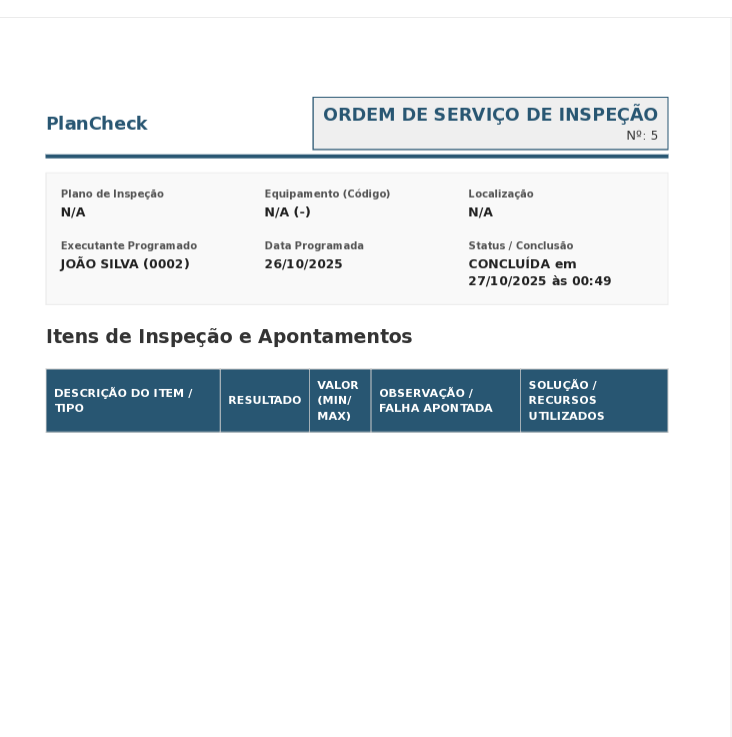 PlanCheck
ORDEM DE SERVIÇO DE INSPEÇÃO
Nº: 5
Plano de Inspeção
N/A
Equipamento (Código)
N/A (-)
Localização
N/A
Executante Programado
JOÃO SILVA (0002)
Data Programada
26/10/2025
Status / Conclusão
CONCLUÍDA em
27/10/2025 às 00:49
Itens de Inspeção e Apontamentos
DESCRIÇÃO DO ITEM /
TIPO
RESULTADO
VALOR
(MIN/
MAX)
OBSERVAÇÃO /
FALHA APONTADA
SOLUÇÃO /
RECURSOS
UTILIZADOS